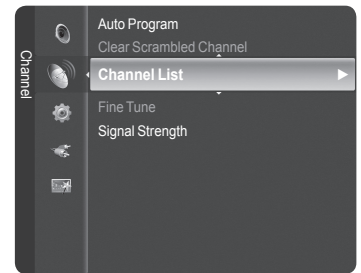 Channel
Auto Program
Clear Scrambled Channel
Channel List
Fine Tune
Signal Strength